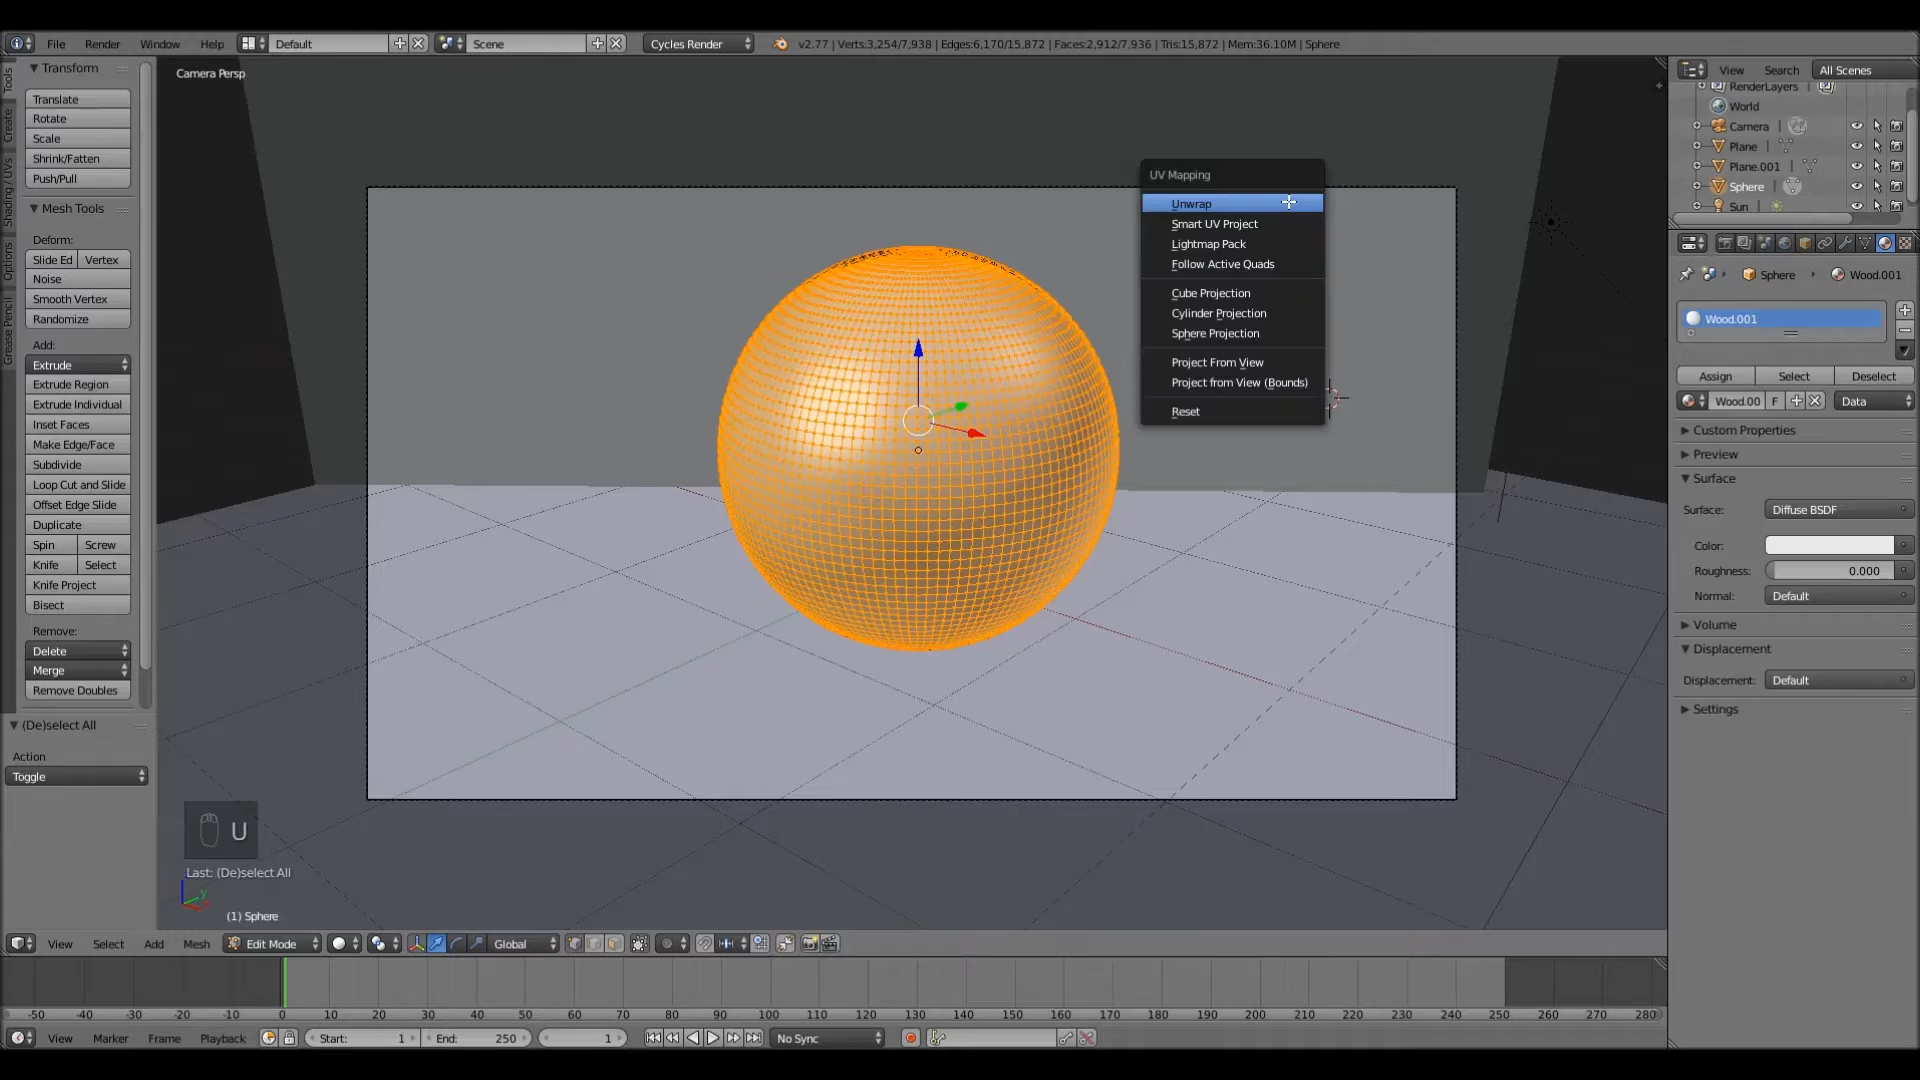 File Render Window Help Default Scene Cycles Render v2.77 | Verts:3,254/7,938 | Edges:6,170/15,872 | Faces:2,912/7,936 | Tris:15,872 | Mem:36.10M | Sphere
Tools
Create
Shading / UVs
Options
Grease Pencil
Transform
Translate
Rotate
Scale
Shrink/Fatten
Push/Pull
Mesh Tools
Deform:
Slide Ed Vertex
Noise
Smooth Vertex
Randomize
Add:
Extrude
Extrude Region
Extrude Individual
Inset Faces
Make Edge/Face
Subdivide
Loop Cut and Slide
Offset Edge Slide
Duplicate
Spin Screw
Knife Select
Knife Project
Bisect
Remove:
Delete
Merge
Remove Doubles
(De)select All
Action
Toggle
Camera Persp
UV Mapping
Unwrap
Smart UV Project
Lightmap Pack
Follow Active Quads
Cube Projection
Cylinder Projection
Sphere Projection
Project From View
Project from View (Bounds)
Reset
U
Last: (De)select All
y
(1) Sphere
View Search All Scenes
RenderLayers
World
Camera
Plane
Plane.001
Sphere
Sun
Sphere Wood.001
Wood.001
Assign Select Deselect
Wood.00 F Data
Custom Properties
Preview
Surface
Surface: Diffuse BSDF
Color:
Roughness: 0.000
Normal: Default
Volume
Displacement
Displacement: Default
Settings
View Select Add Mesh Edit Mode Global
-50 -40 -30 -20 -10 0 10 20 30 40 50 60 70 80 90 100 110 120 130 140 150 160 170 180 190 200 210 220 230 240 250 260 270 280
View Marker Frame Playback Start: 1 End: 250 1 No Sync